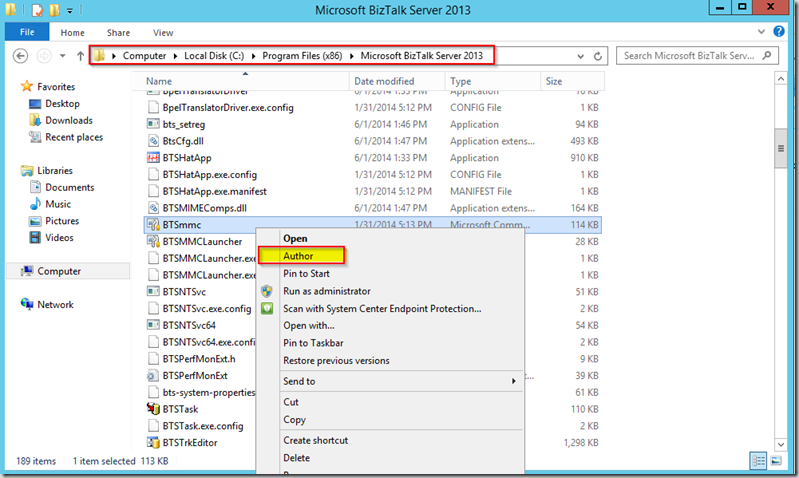 Microsoft BizTalk Server 2013
File Home Share View
Computer Local Disk (C:) Program Files (x86) Microsoft BizTalk Server 2013 Search Microsoft BizTalk Serv...
Name Date modified Type Size
Favorites
Desktop
Downloads
Recent places
Libraries
Documents
Music
Pictures
Videos
Computer
Network
BpelTranslatorDriver.exe.config 1/31/2014 5:12 PM CONFIG File 1 KB
bts_setreg 6/1/2014 1:46 PM Application 94 KB
BtsCfg.dll 6/1/2014 1:47 PM Application extens... 493 KB
BTSHatApp 6/1/2014 1:33 PM Application 910 KB
BTSHatApp.exe.config 1/31/2014 5:12 PM CONFIG File 1 KB
BTSHatApp.exe.manifest 1/31/2014 5:12 PM MANIFEST File 1 KB
BTSMIMEComps.dll 6/1/2014 1:47 PM Application extens... 164 KB
BTSmmc 1/31/2014 5:13 PM Microsoft Comm... 114 KB
BTSMMCLauncher 28 KB
BTSMMCLauncher.exe 1 KB
BTSMMCLauncher.exe 1 KB
BTSNTSvc 51 KB
BTSNTSvc.exe.config 2 KB
BTSNTSvc64 54 KB
BTSNTSvc64.exe.config 2 KB
BTSPerfMonExt.h 9 KB
BTSPerfMonExt 39 KB
bts-system-properties 61 KB
BTSTask 110 KB
BTSTask.exe.config 2 KB
BTSTrkEditor 1,298 KB
Open
Author
Pin to Start
Run as administrator
Scan with System Center Endpoint Protection...
Open with...
Pin to Taskbar
Restore previous versions
Send to
Cut
Copy
Create shortcut
Delete
189 items 1 item selected 113 KB